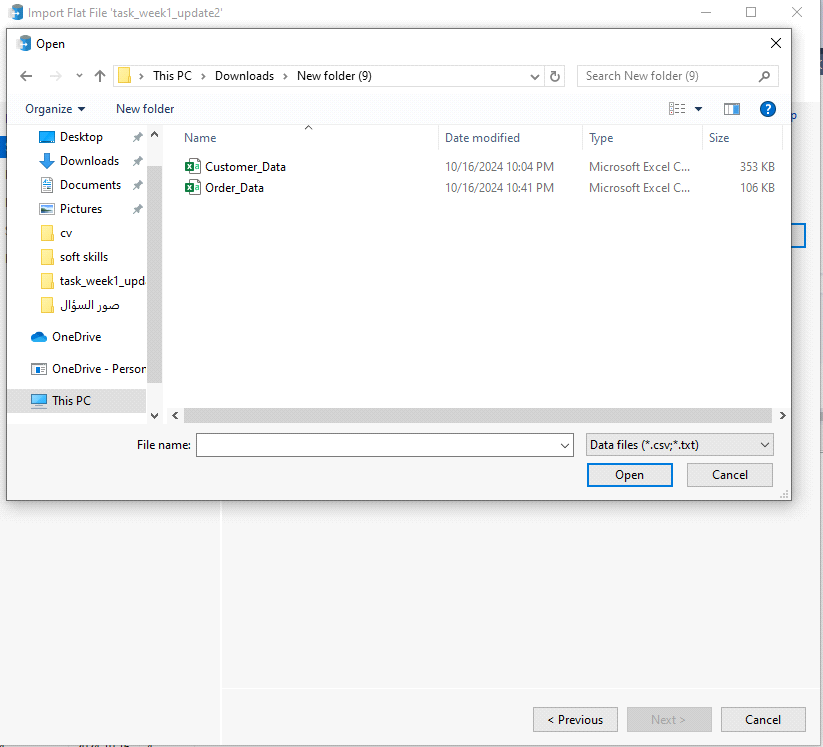 Import Flat File 'task_week1_update2'
Open
This PC > Downloads > New folder (9)
Search New folder (9)
Organize
New folder
Name
Date modified
Type
Size
Desktop
Downloads
Documents
Pictures
cv
soft skills
task_week1_upd
صور السؤال
OneDrive
OneDrive - Person
This PC
Customer_Data 10/16/2024 10:04 PM Microsoft Excel C... 353 KB
Order_Data 10/16/2024 10:41 PM Microsoft Excel C... 106 KB
File name:
Data files (*.csv;*.txt)
Open
Cancel
< Previous
Next >
Cancel